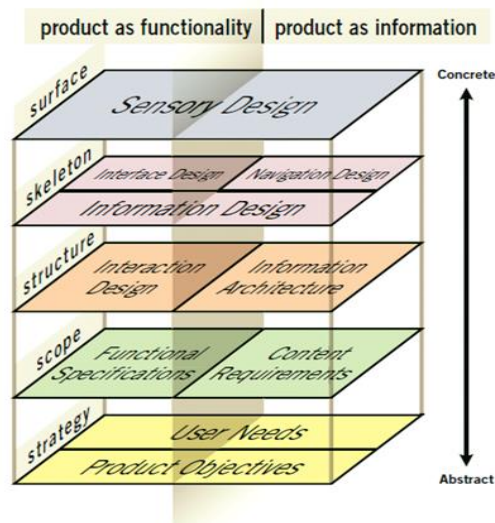 product as functionality | product as information
Concrete
surface
Sensory Design
skeleton
Interface Design
Navigation Design
Information Design
structure
Interaction
Design
Information
Architecture
scope
Functional
Specifications
Content
Requirements
strategy
User Needs
Product Objectives
Abstract